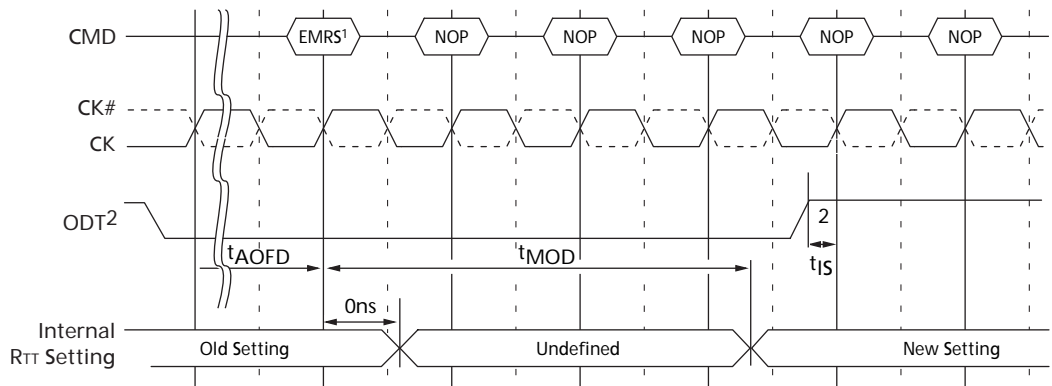 CMD
EMRS1
NOP
NOP
NOP
NOP
NOP
CK#
CK
ODT2
2
tAOFD
tMOD
tIS
0ns
Internal
RTT Setting
Old Setting
Undefined
New Setting